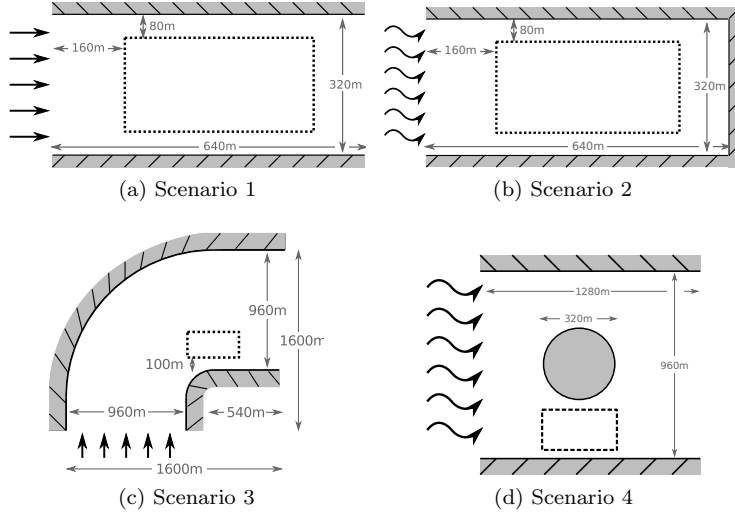 80m
160m
320m
640m
(a) Scenario 1
80m
160m
320m
640m
(b) Scenario 2
960m
1600m
100m
960m
540m
1600m
(c) Scenario 3
1280m
320m
960m
(d) Scenario 4